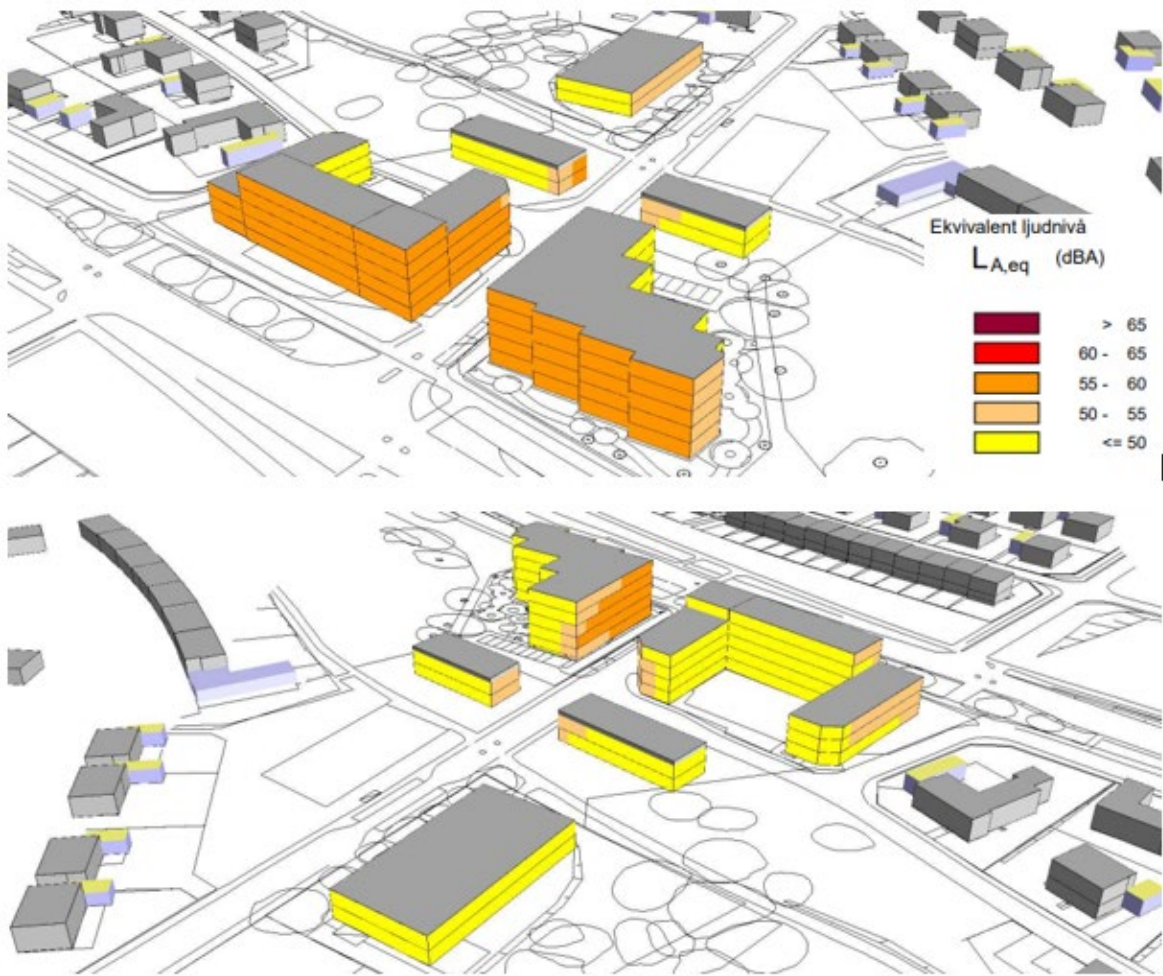 Ekvivalent ljudnivå
LA,eq (dBA)
> 65
60 - 65
55 - 60
50 - 55
<= 50